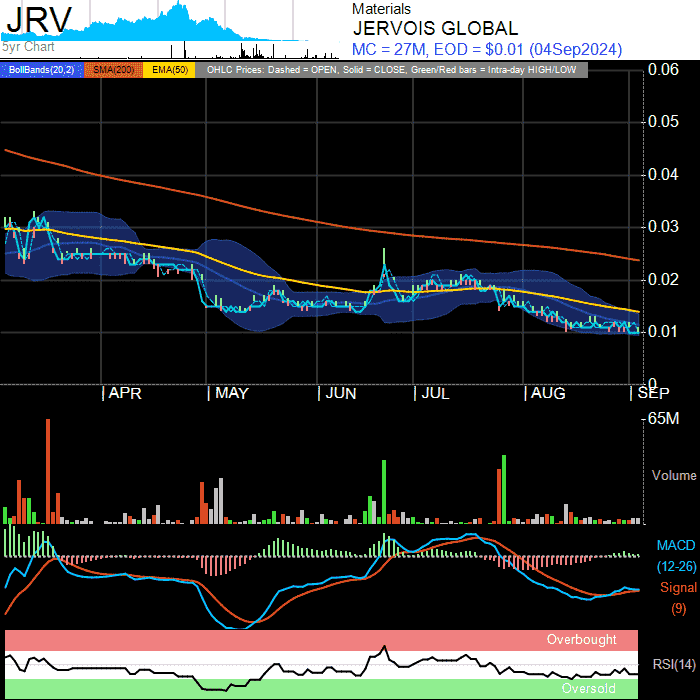 JRV
5yr Chart
Materials
JERVOIS GLOBAL
MC = 27M, EOD = $0.01 (04Sep2024)
BollBands(20,2) SMA(200) EMA(50) OHLC Prices: Dashed = OPEN, Solid = CLOSE, Green/Red bars = Intra-day HIGH/LOW
0.06
0.05
0.04
0.03
0.02
0.01
0
APR MAY JUN JUL AUG SEP
65M
Volume
MACD
(12-26)
Signal
(9)
Overbought
RSI(14)
Oversold